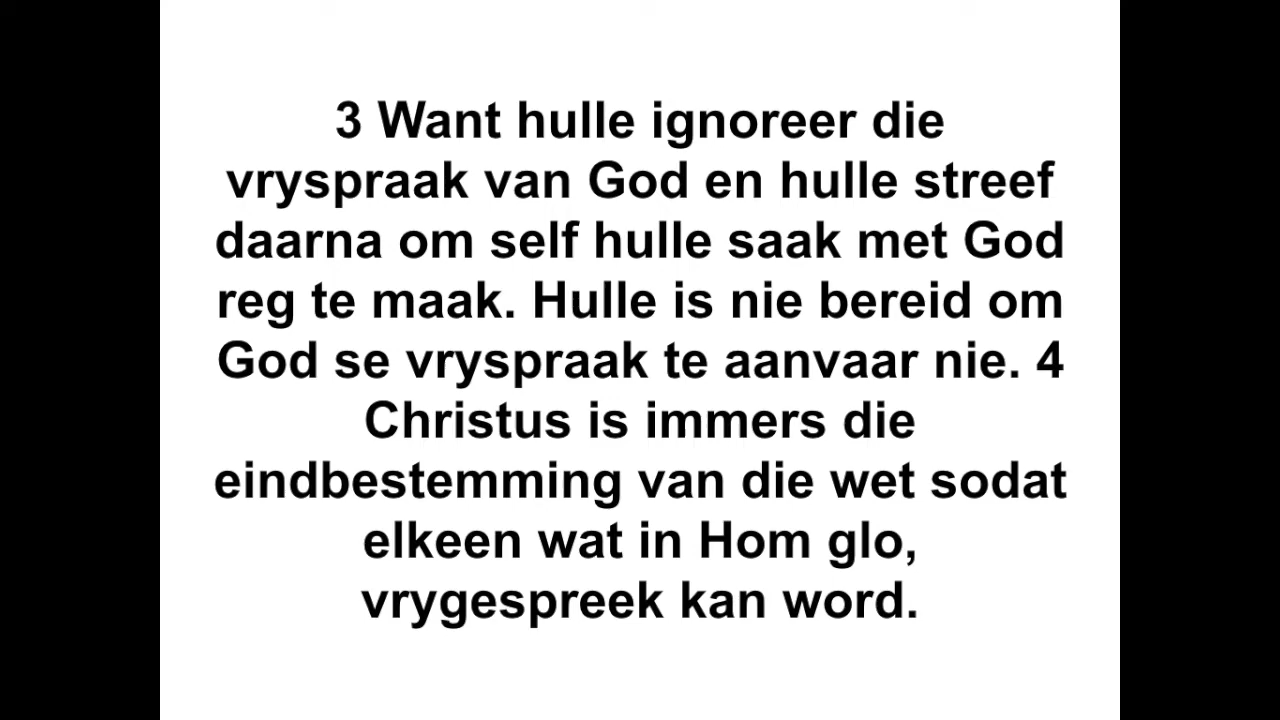 3 Want hulle ignoreer die
vryspraak van God en hulle streef
daarna om self hulle saak met God
reg te maak. Hulle is nie bereid om
God se vryspraak te aanvaar nie. 4
Christus is immers die
eindbestemming van die wet sodat
elkeen wat in Hom glo,
vrygespreek kan word.